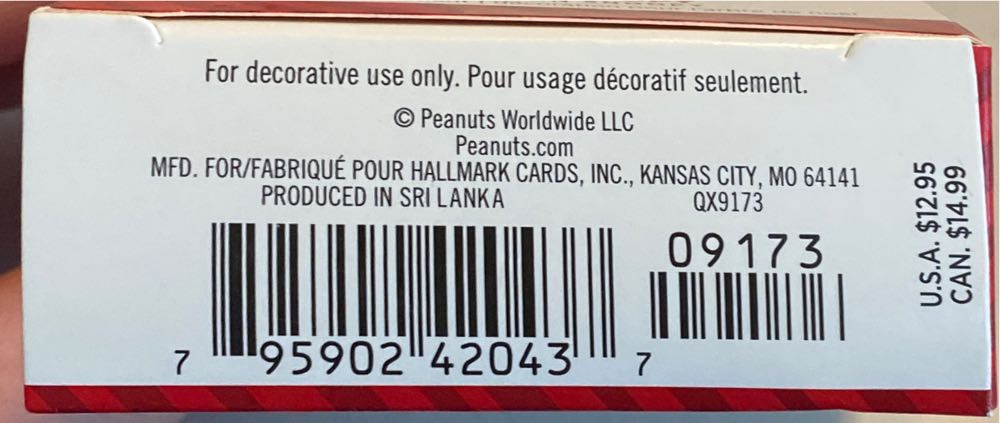 For decorative use only. Pour usage décoratif seulement.
© Peanuts Worldwide LLC
Peanuts.com
MFD. FOR/FABRIQUÉ POUR HALLMARK CARDS, INC., KANSAS CITY, MO 64141
PRODUCED IN SRI LANKA QX9173
09173
7 95902 42043 7
U.S.A. $12.95
CAN. $14.99